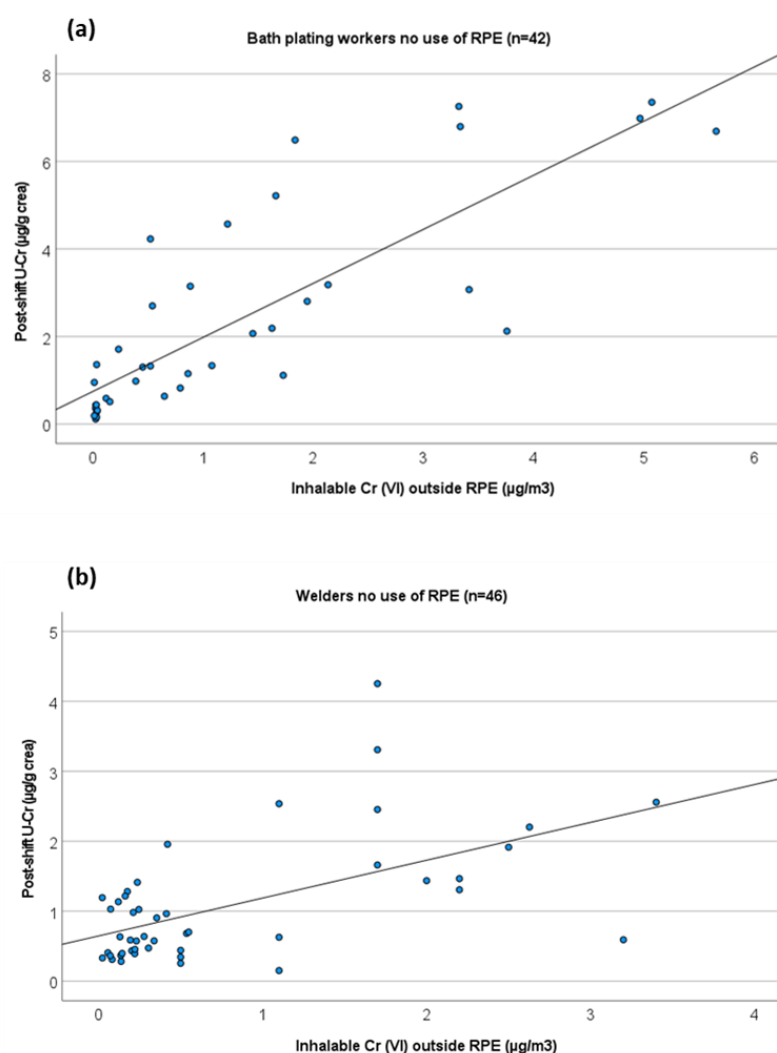 (a)
Bath plating workers no use of RPE (n=42)
8
6
4
2
0
Post-shift U-Cr (µg/g crea)
0 1 2 3 4 5 6
Inhalable Cr (VI) outside RPE (µg/m3)
(b)
Welders no use of RPE (n=46)
5
4
3
2
1
0
Post-shift U-Cr (µg/g crea)
0 1 2 3 4
Inhalable Cr (VI) outside RPE (µg/m3)